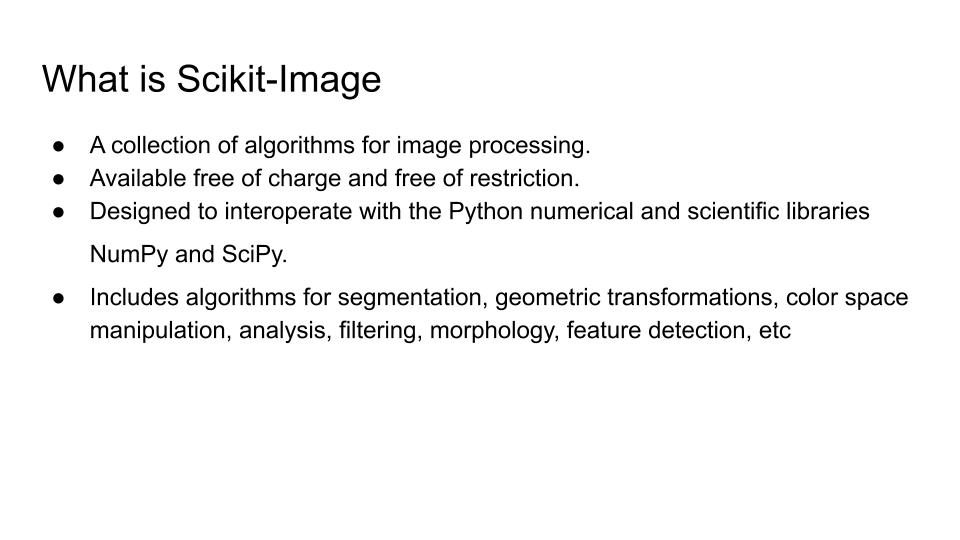 What is Scikit-Image
● A collection of algorithms for image processing.
● Available free of charge and free of restriction.
● Designed to interoperate with the Python numerical and scientific libraries
NumPy and SciPy.
● Includes algorithms for segmentation, geometric transformations, color space
manipulation, analysis, filtering, morphology, feature detection, etc